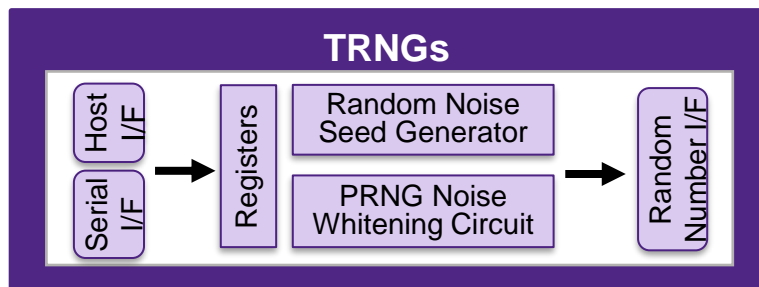 TRNGs
Host
I/F
Serial
I/F
Registers
Random Noise
Seed Generator
PRNG Noise
Whitening Circuit
Random
Number I/F